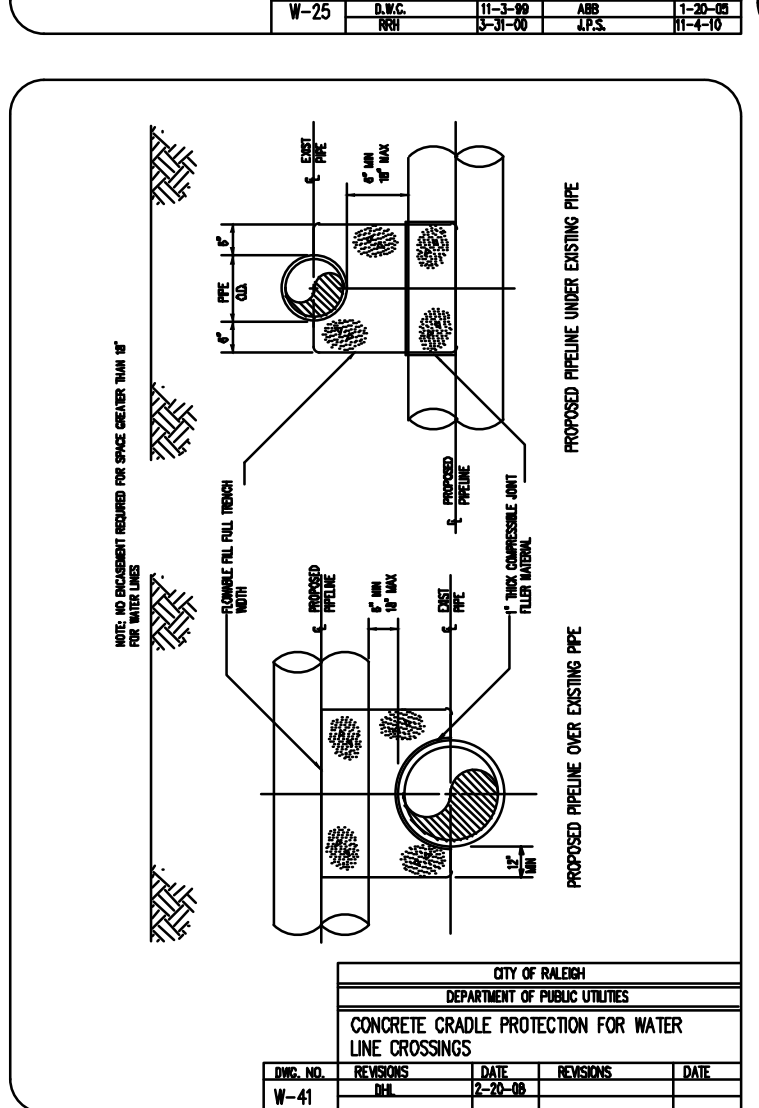 W-25 D.W.C. 11-3-99 ABB 1-20-05
RRH 3-31-00 J.P.S. 11-4-10
NOTE: NO ENCASEMENT REQUIRED FOR SPACE GREATER THAN 18"
FOR WATER LINES
EXIST
PIPE
6" MIN
18" MAX
6"
PIPE
O.D.
6"
PROPOSED PIPELINE UNDER EXISTING PIPE
FLOWABLE FILL FULL TRENCH
WIDTH
PROPOSED
PIPELINE
1" THICK COMPRESSIBLE JOINT
FILLER MATERIAL
PROPOSED
PIPELINE
6" MIN
18" MAX
EXIST
PIPE
12"
MIN
PROPOSED PIPELINE OVER EXISTING PIPE
CITY OF RALEIGH
DEPARTMENT OF PUBLIC UTILITIES
CONCRETE CRADLE PROTECTION FOR WATER
LINE CROSSINGS
DWG. NO. REVISIONS DATE REVISIONS DATE
W-41 DHL 2-20-08